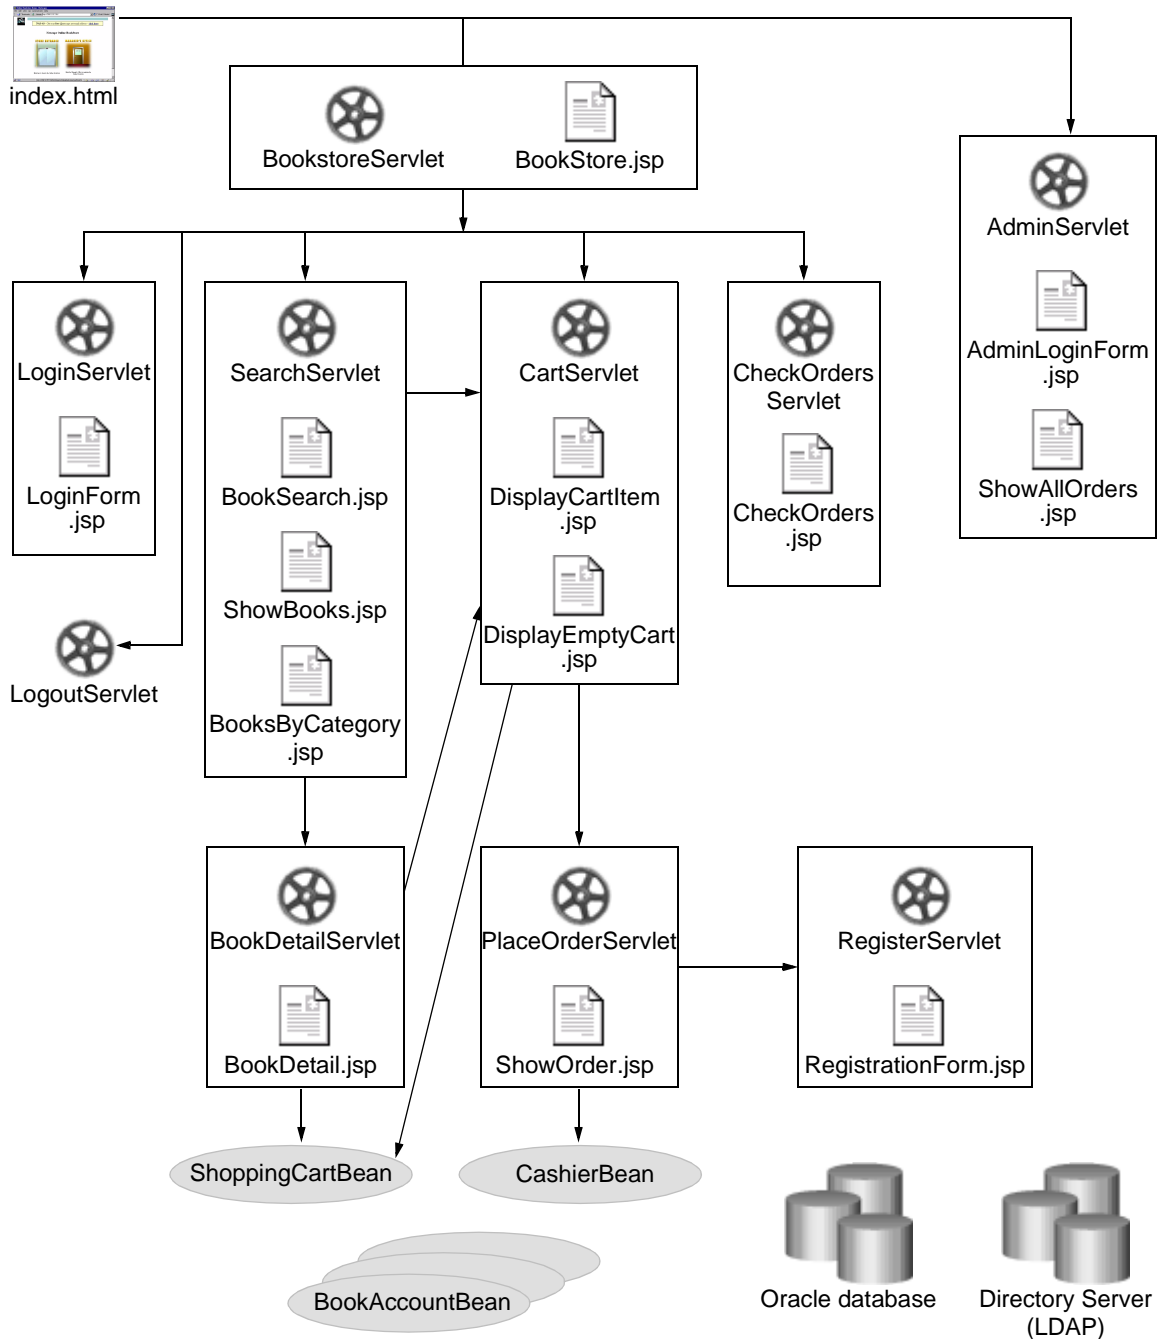 index.html
BookstoreServlet
BookStore.jsp
AdminServlet
AdminLoginForm
.jsp
ShowAllOrders
.jsp
LoginServlet
LoginForm
.jsp
LogoutServlet
SearchServlet
BookSearch.jsp
ShowBooks.jsp
BooksByCategory
.jsp
CartServlet
DisplayCartItem
.jsp
DisplayEmptyCart
.jsp
CheckOrders
Servlet
CheckOrders
.jsp
BookDetailServlet
BookDetail.jsp
PlaceOrderServlet
ShowOrder.jsp
RegisterServlet
RegistrationForm.jsp
ShoppingCartBean
CashierBean
BookAccountBean
Oracle database
Directory Server
(LDAP)